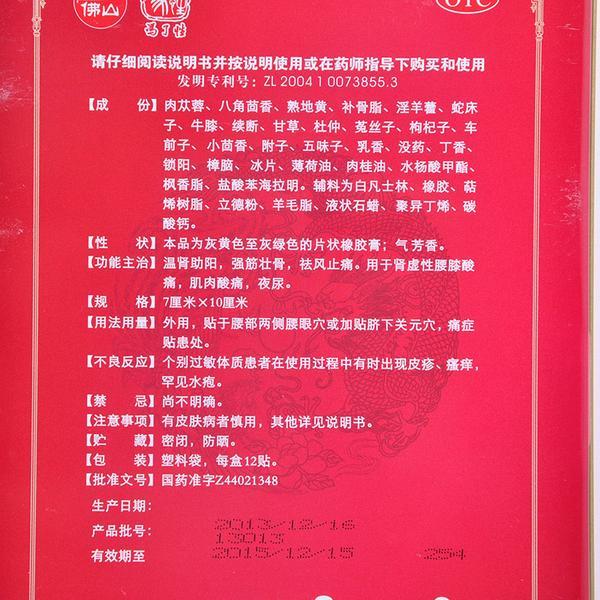 佛山
冯了性
OTC
请仔细阅读说明书并按说明使用或在药师指导下购买和使用
发明专利号：ZL 2004 1 0073855.3
【成 份】肉苁蓉、八角茴香、熟地黄、补骨脂、淫羊藿、蛇床
子、牛膝、续断、甘草、杜仲、菟丝子、枸杞子、车
前子、小茴香、附子、五味子、乳香、没药、丁香、
锁阳、樟脑、冰片、薄荷油、肉桂油、水杨酸甲酯、
枫香脂、盐酸苯海拉明。辅料为白凡士林、橡胶、萜
烯树脂、立德粉、羊毛脂、液状石蜡、聚异丁烯、碳
酸钙。
【性 状】本品为灰黄色至灰绿色的片状橡胶膏；气芳香。
【功能主治】温肾助阳，强筋壮骨，祛风止痛。用于肾虚性腰膝酸
痛，肌肉酸痛，夜尿。
【规 格】7厘米×10厘米
【用法用量】外用，贴于腰部两侧腰眼穴或加贴脐下关元穴，痛症
贴患处。
【不良反应】个别过敏体质患者在使用过程中有时出现皮疹、瘙痒，
罕见水疱。
【禁 忌】尚不明确。
【注意事项】有皮肤病者慎用，其他详见说明书。
【贮 藏】密闭，防晒。
【包 装】塑料袋，每盒12贴。
【批准文号】国药准字Z44021348
生产日期： 2013/12/16
产品批号： 13013
有效期至 2015/12/15 254